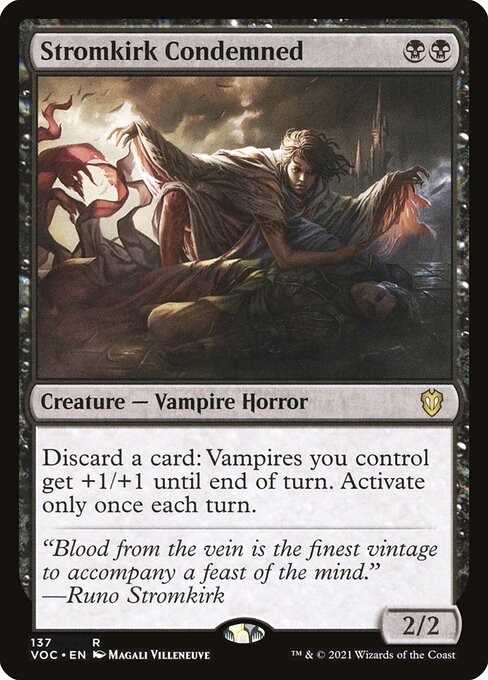 Stromkirk Condemned
Creature — Vampire Horror
Discard a card: Vampires you control
get +1/+1 until end of turn. Activate
only once each turn.
“Blood from the vein is the finest vintage
to accompany a feast of the mind.”
—Runo Stromkirk
2/2
137 R
VOC • EN Magali Villeneuve
™ & © 2021 Wizards of the Coast